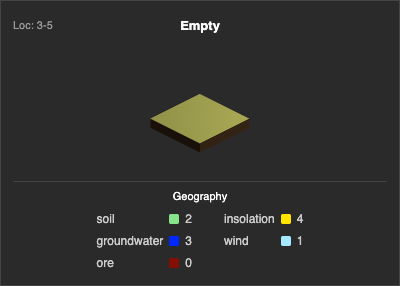 Loc: 3-5
Empty
Geography
soil 2 insolation 4
groundwater 3 wind 1
ore 0